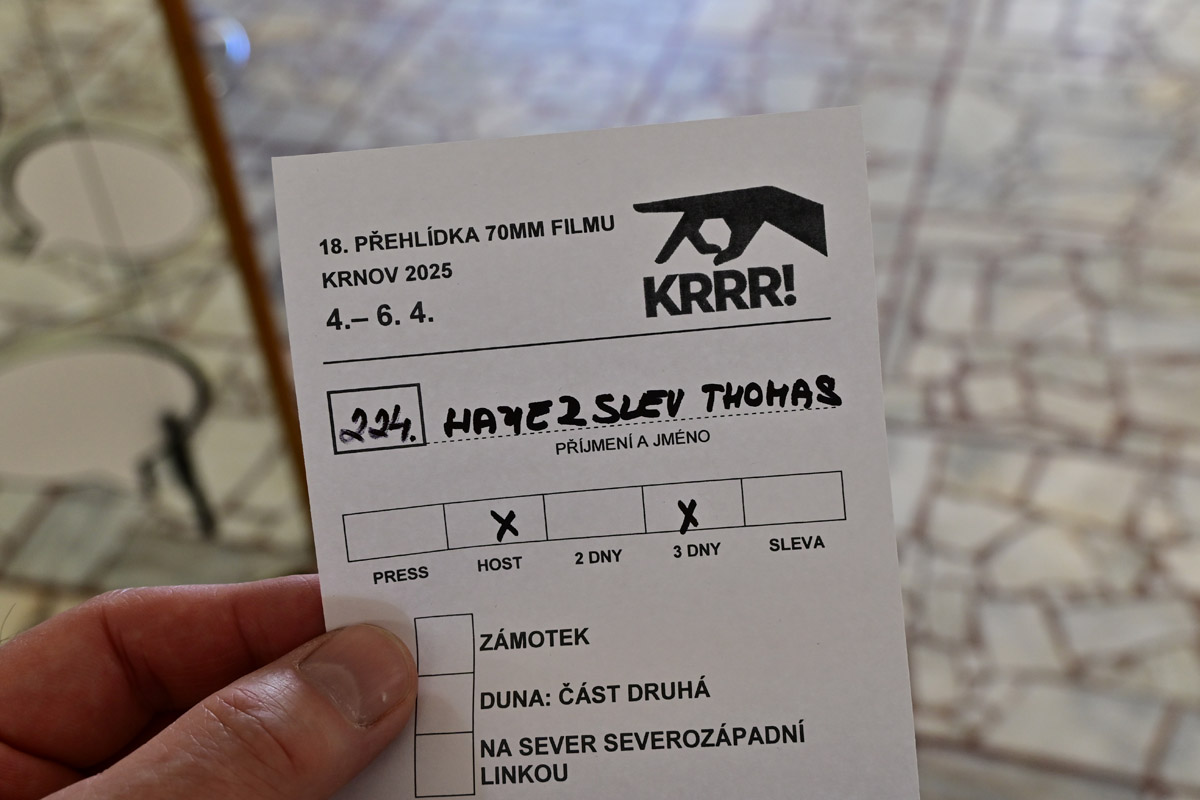 18. PŘEHLÍDKA 70MM FILMU
KRNOV 2025
4.– 6. 4.
KRRR!
224. HAUERSLEV THOMAS
PŘÍJMENÍ A JMÉNO
X X
PRESS HOST 2 DNY 3 DNY SLEVA
ZÁMOTEK
DUNA: ČÁST DRUHÁ
NA SEVER SEVEROZÁPADNÍ
LINKOU